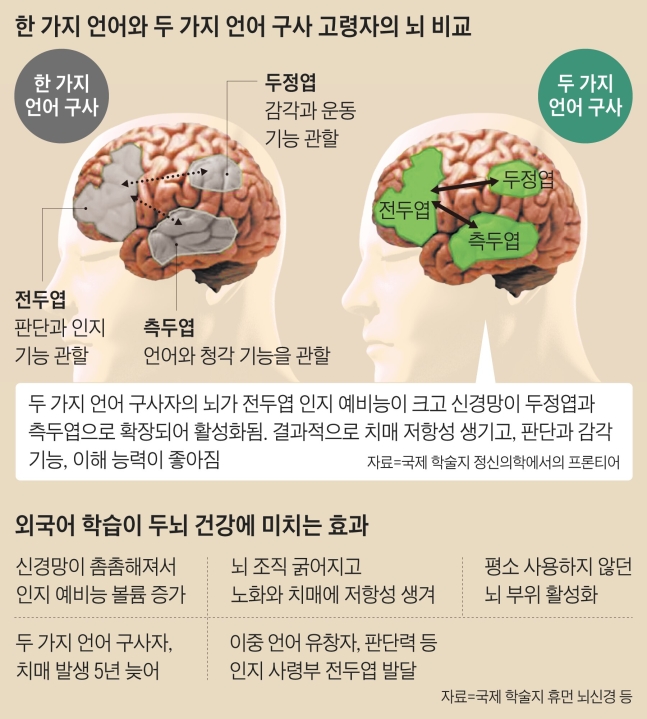 한 가지 언어와 두 가지 언어 구사 고령자의 뇌 비교
한 가지
언어 구사
두정엽
감각과 운동
기능 관할
두 가지
언어 구사
전두엽
판단과 인지
기능 관할
측두엽
언어와 청각 기능을 관할
두정엽
전두엽
측두엽
두 가지 언어 구사자의 뇌가 전두엽 인지 예비능이 크고 신경망이 두정엽과
측두엽으로 확장되어 활성화됨. 결과적으로 치매 저항성 생기고, 판단과 감각
기능, 이해 능력이 좋아짐
자료=국제 학술지 정신의학에서의 프론티어
외국어 학습이 두뇌 건강에 미치는 효과
신경망이 촘촘해져서
인지 예비능 볼륨 증가
뇌 조직 굵어지고
노화와 치매에 저항성 생겨
평소 사용하지 않던
뇌 부위 활성화
두 가지 언어 구사자,
치매 발생 5년 늦어
이중 언어 유창자, 판단력 등
인지 사령부 전두엽 발달
자료=국제 학술지 휴먼 뇌신경 등